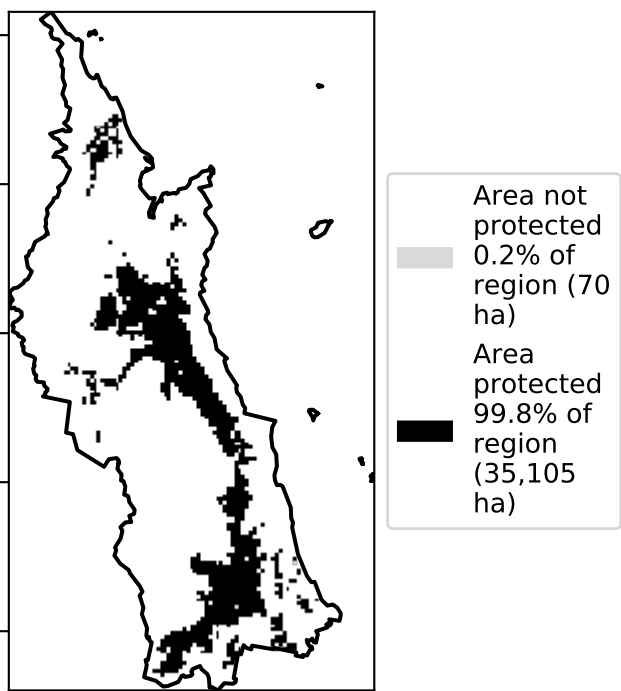 Area not
protected
0.2% of
region (70
ha)
Area
protected
99.8% of
region
(35,105
ha)